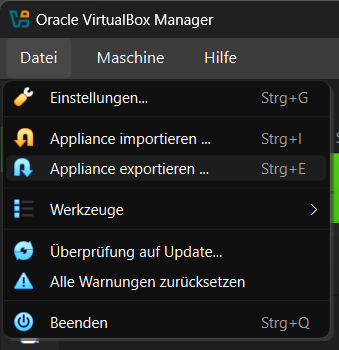 Oracle VirtualBox Manager
Datei Maschine Hilfe
Einstellungen... Strg+G
Appliance importieren ... Strg+I
Appliance exportieren ... Strg+E
Werkzeuge
Überprüfung auf Update...
Alle Warnungen zurücksetzen
Beenden Strg+Q